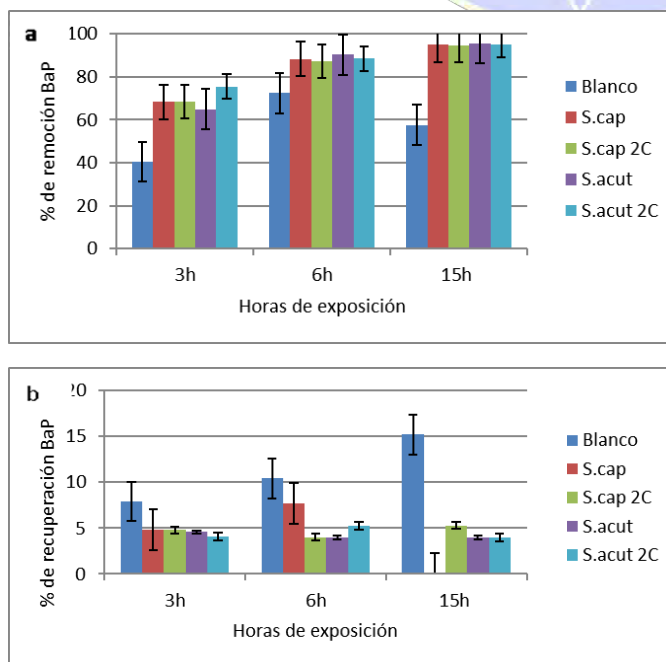 a
% de remoción BaP
100
80
60
40
20
0
3h
6h
15h
Horas de exposición
Blanco
S.cap
S.cap 2C
S.acut
S.acut 2C
b
% de recuperación BaP
20
15
10
5
0
3h
6h
15h
Horas de exposición
Blanco
S.cap
S.cap 2C
S.acut
S.acut 2C